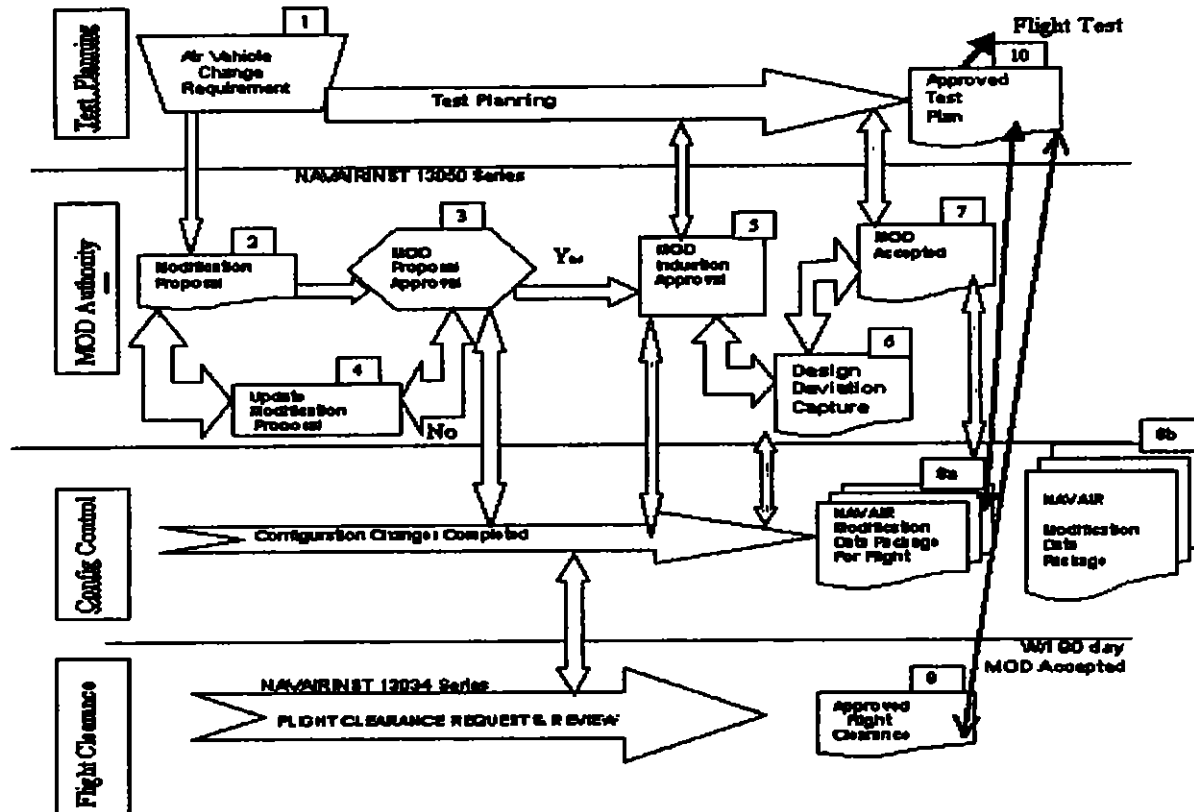 Flight Test
1
10
Test Planning
Air Vehicle
Change
Requirement
Test Planning
Approved
Test
Plan
NAVAIRINST 13050 Series
MOD Authority
2
Modification
Proposal
3
MOD
Proposal
Approval
Yes
5
MOD
Induction
Approval
7
MOD
Accepted
4
Update
Modification
Proposal
No
6
Design
Deviation
Capture
Config Control
Configuration Changes Completed
8a
NAVAIR
Modification
Data Package
For Flight
8b
NAVAIR
Modification
Data
Package
W/I 90 day
MOD Accepted
Flight Clearance
NAVAIRINST 13034 Series
FLIGHT CLEARANCE REQUEST & REVIEW
9
Approved
Flight
Clearance